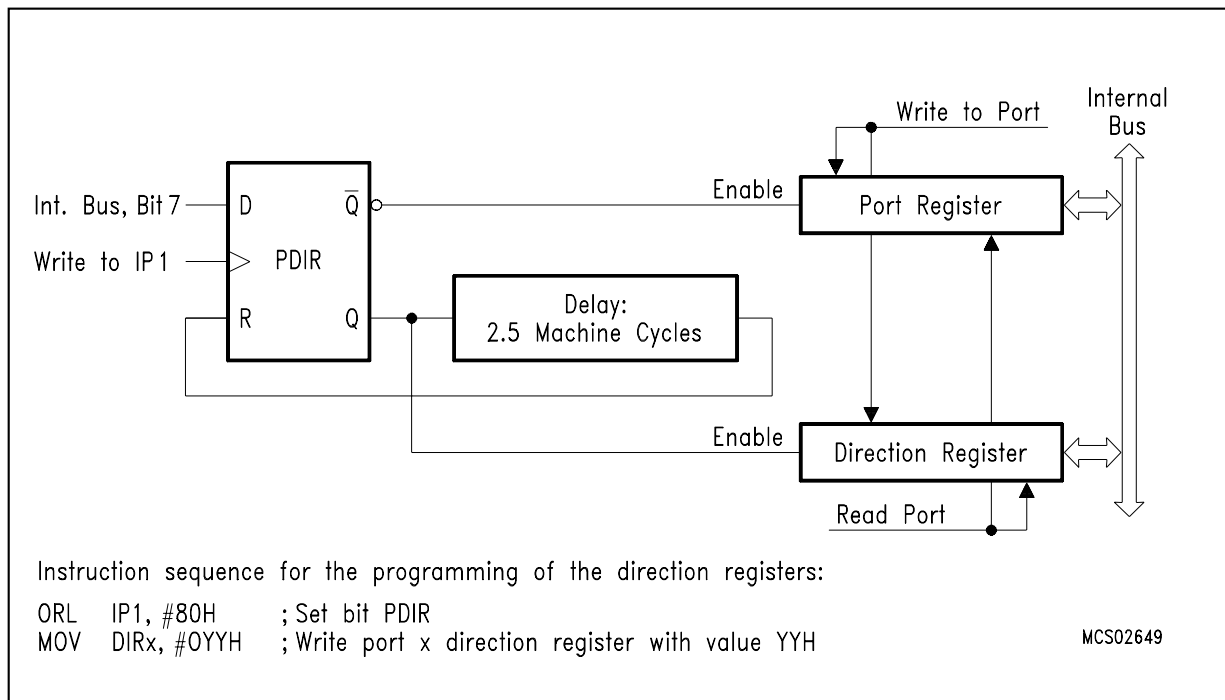 Write to Port
Internal
Bus
Enable
Port Register
Int. Bus, Bit 7
D
Q̅
Write to IP1
PDIR
R
Q
Delay:
2.5 Machine Cycles
Enable
Direction Register
Read Port
Instruction sequence for the programming of the direction registers:
ORL IP1, #80H ; Set bit PDIR
MOV DIRx, #0YYH ; Write port x direction register with value YYH
MCS02649